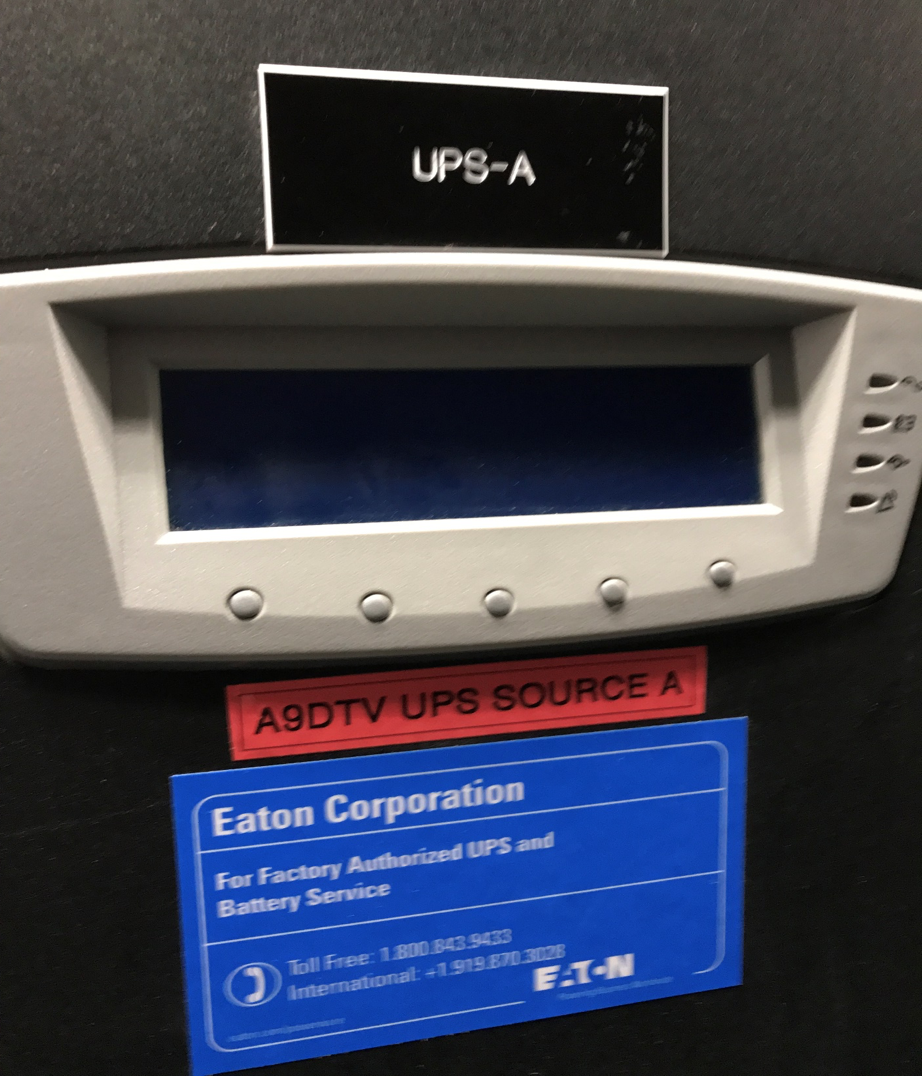 UPS-A
A9DTV UPS SOURCE A
Eaton Corporation
For Factory Authorized UPS and
Battery Service
Toll Free: 1.800.843.9433
International: +1.919.870.3028
EATON